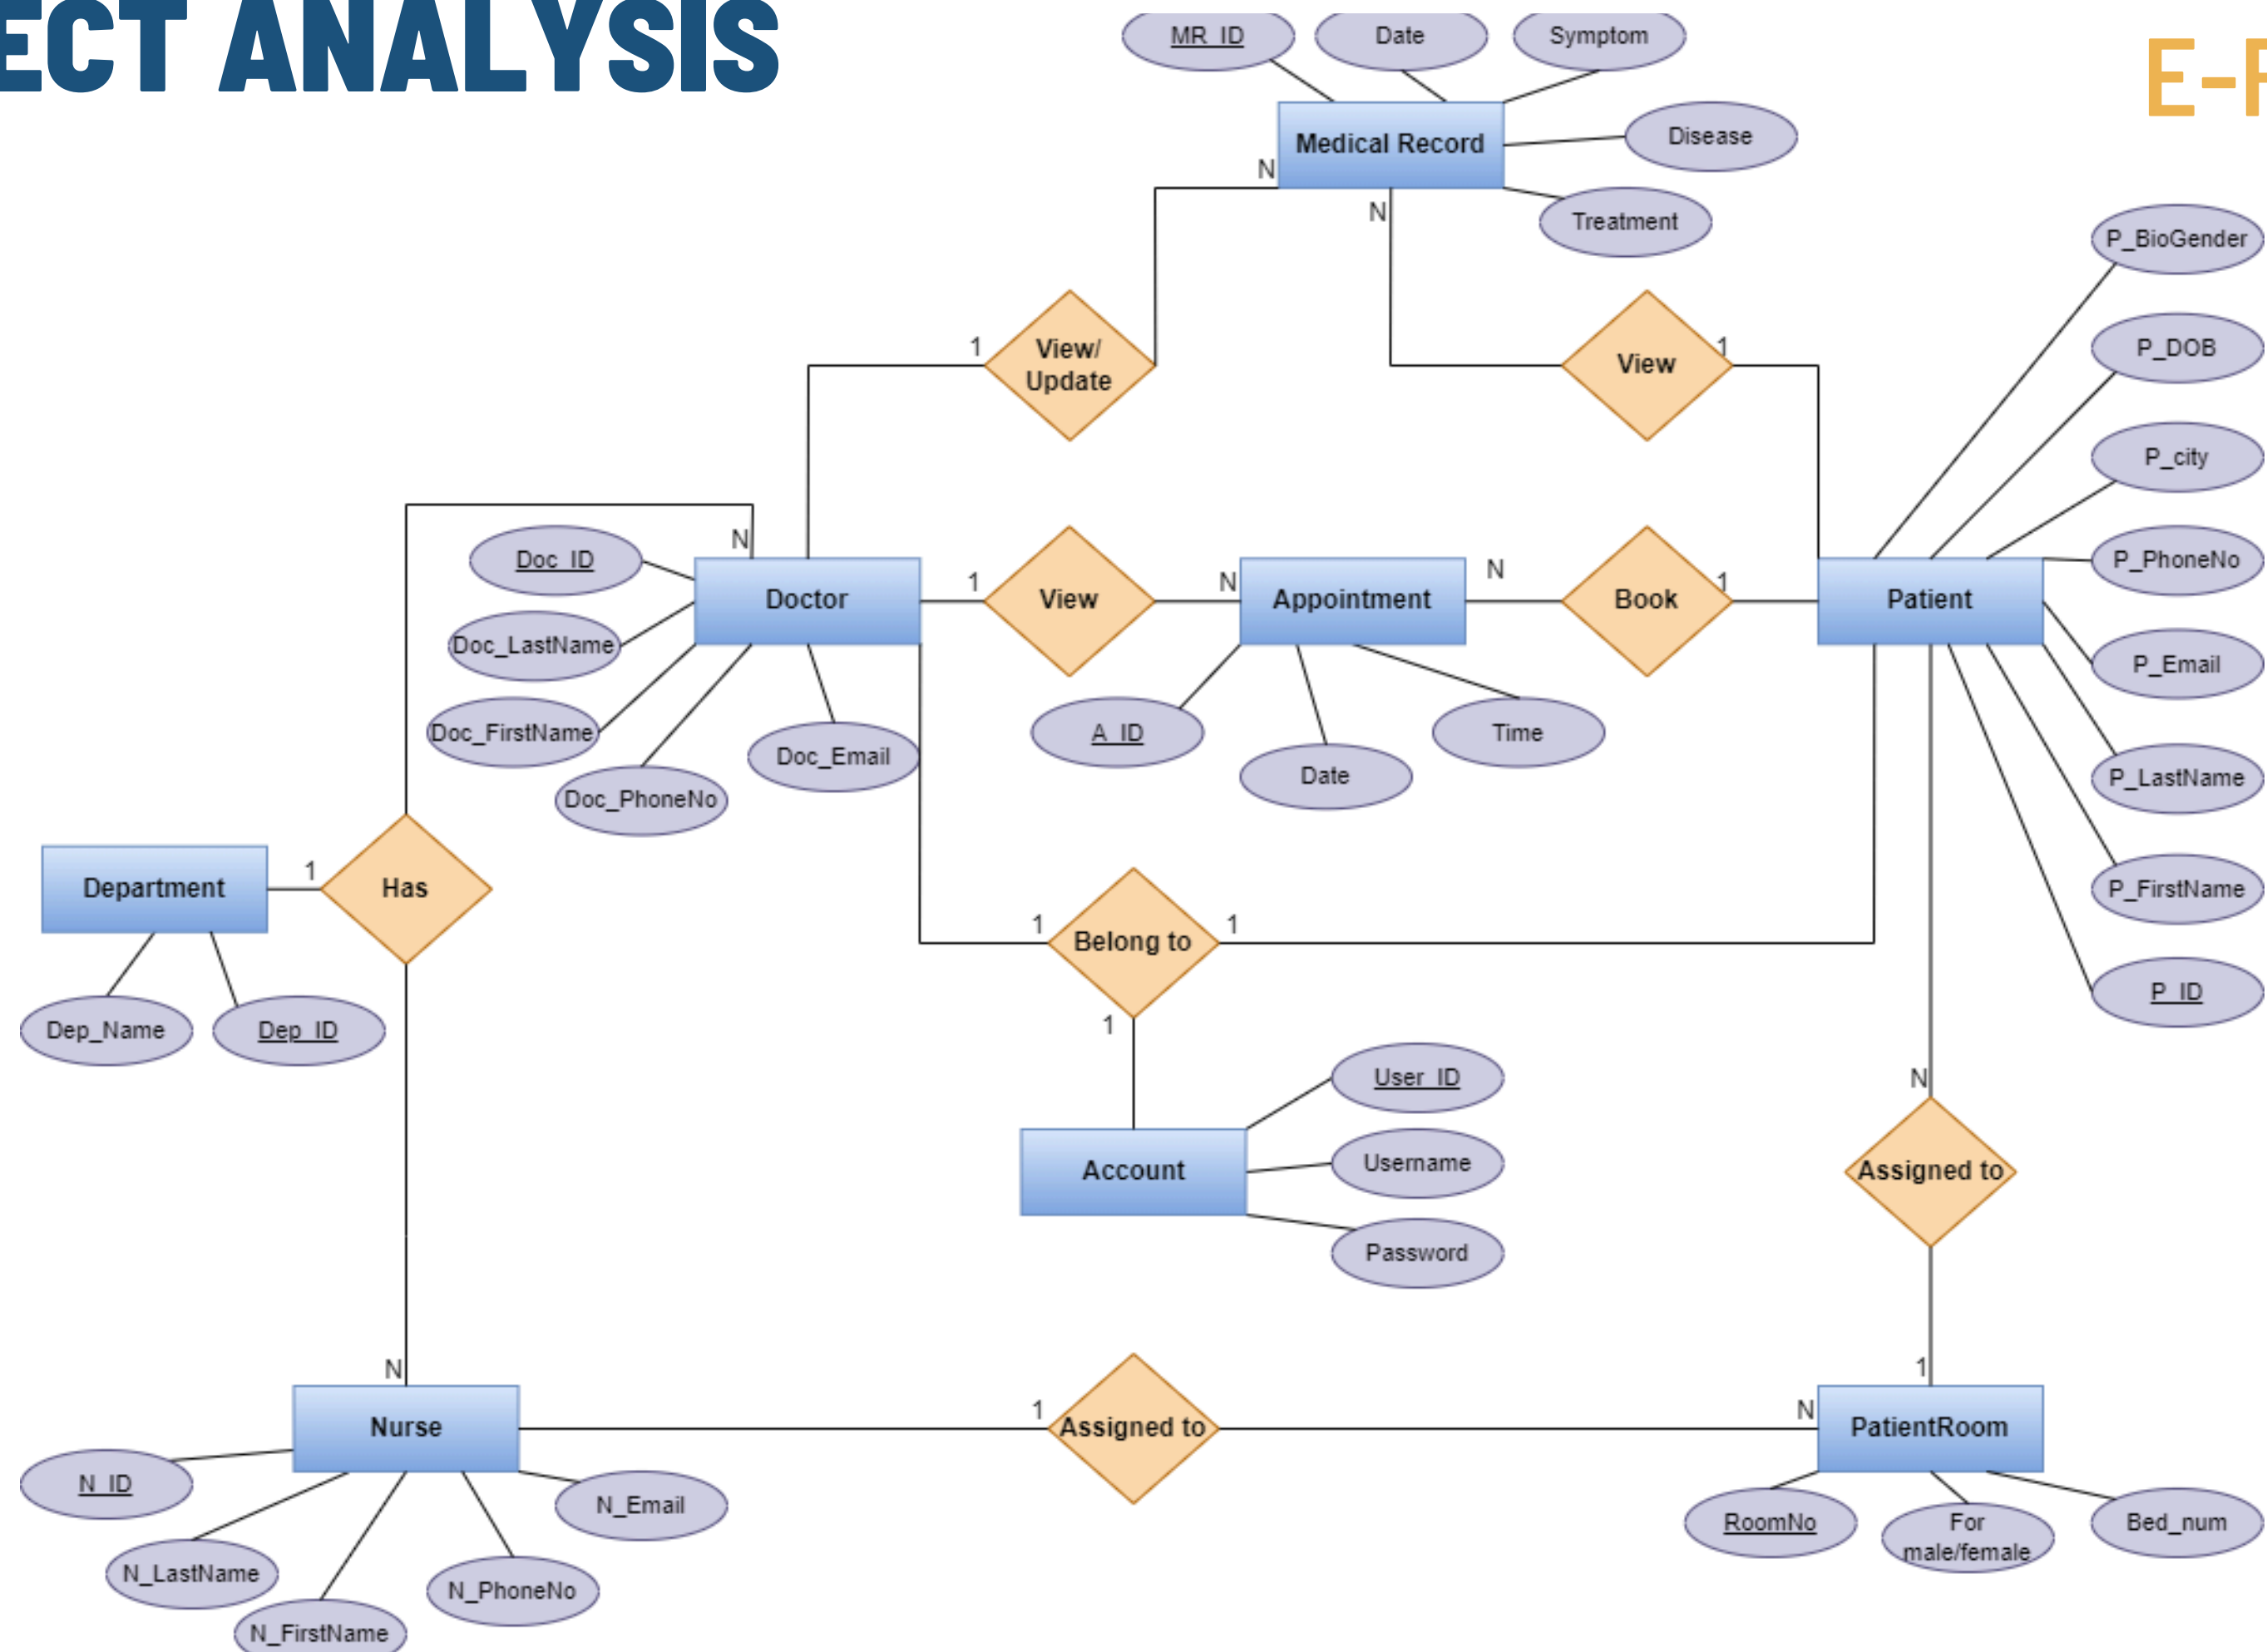 ECT ANALYSIS
E-
MR_ID
Date
Symptom
Medical Record
Disease
Treatment
N
N
P_BioGender
P_DOB
P_city
P_PhoneNo
P_Email
P_LastName
P_FirstName
P_ID
1
View/
Update
View
1
N
Doc_ID
Doc_LastName
Doc_FirstName
Doc_PhoneNo
Doc_Email
Doctor
1
View
N
Appointment
N
Book
1
Patient
A_ID
Date
Time
Department
1
Has
Dep_Name
Dep_ID
1
Belong to
1
1
User_ID
Username
Password
Account
N
Assigned to
1
N
Nurse
1
Assigned to
N
PatientRoom
N_ID
N_LastName
N_FirstName
N_PhoneNo
N_Email
RoomNo
For
male/female
Bed_num